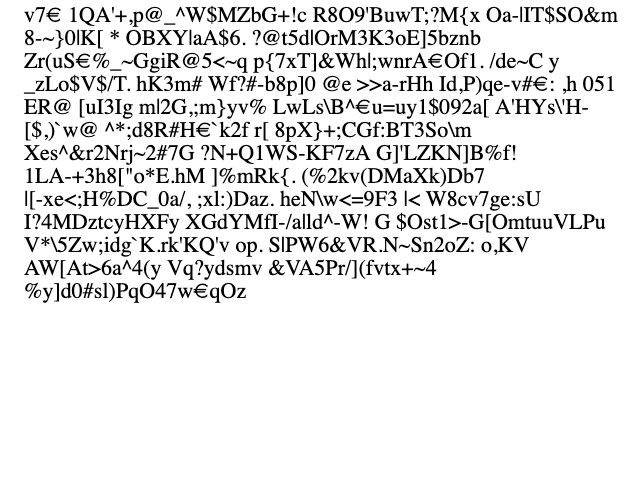 v7€ 1QA'+,p@_^W$MZbG+!c R8O9'BuwT;?M{x Oa-|IT$SO&m
8-~}0|K[ * OBXY|aA$6. ?@t5d|OrM3K3oE]5bznb
Zr(uS€%_~GgiR@5<~q p{7xT]&Wh|;wnrA€Of1. /de~C y
_zLo$V$/T. hK3m# Wf?#-b8p]0 @e >>a-rHh Id,P)qe-v#€: ,h 051
ER@ [uI3Ig ml2G,;m}yv% LwLs\B^€u=uy1$092a[ A'HYs\'H-
[$,)`w@ ^*;d8R#H€`k2f r[ 8pX}+;CGf:BT3So\m
Xes^&r2Nrj~2#7G ?N+Q1WS-KF7zA G]'LZKN]B%f!
1LA-+3h8["o*E.hM ]%mRk{. (%2kv(DMaXk)Db7
|[-xe<;H%DC_0a/, ;xl:)Daz. heN\w<=9F3 |< W8cv7ge:sU
I?4MDztcyHXFy XGdYMfI-/a|ld^-W! G $Ost1>-G[OmtuuVLPu
V*\5Zw;idg`K.rk'KQ'v op. S|PW6&VR.N~Sn2oZ: o,KV
AW[At>6a^4(y Vq?ydsmv &VA5Pr/](fvtx+~4
%y]d0#sl)PqO47w€qOz